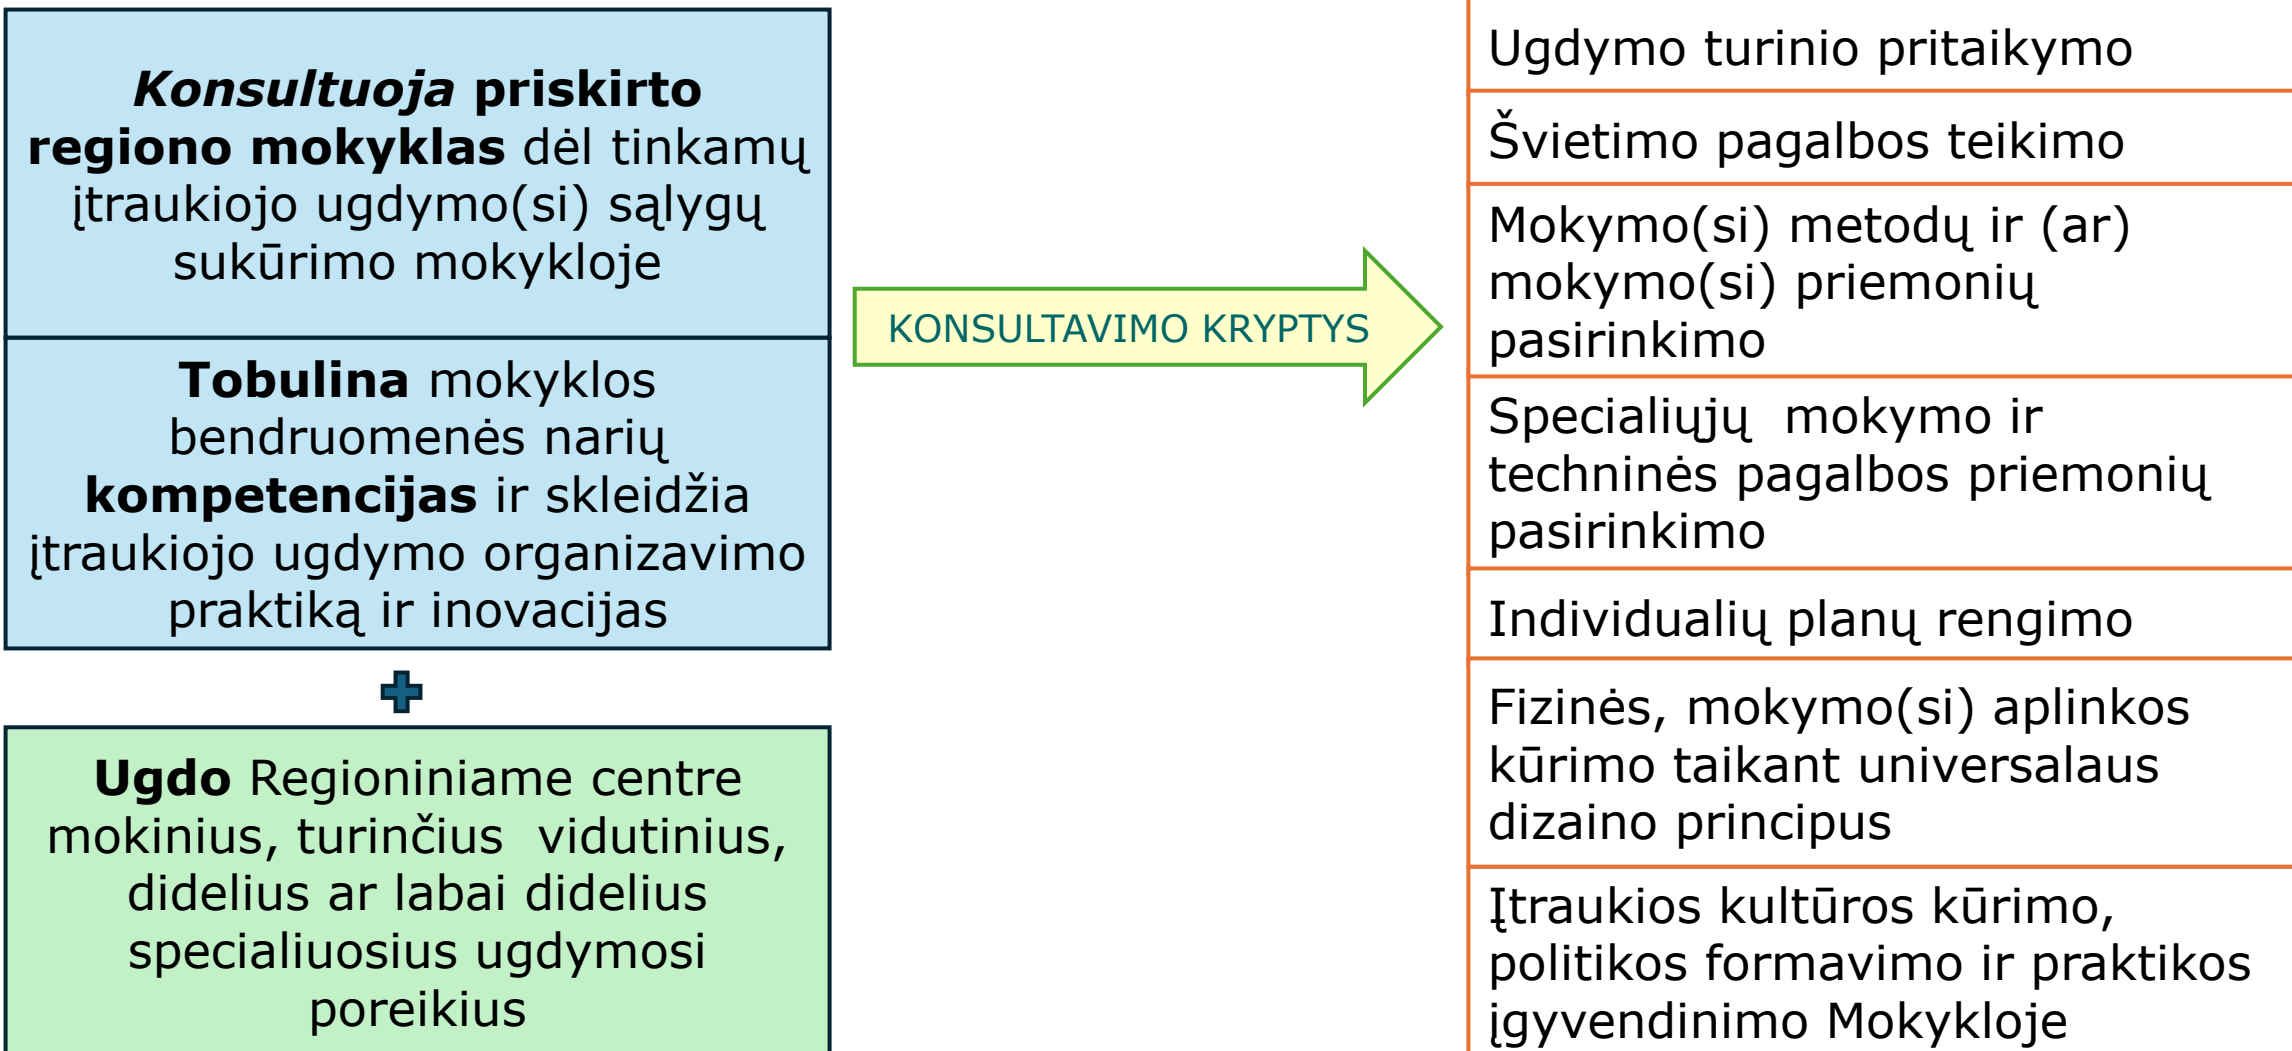 Konsultuoja priskirto
regiono mokyklas dėl tinkamų
įtraukiojo ugdymo(si) sąlygų
sukūrimo mokykloje
Tobulina mokyklos
bendruomenės narių
kompetencijas ir skleidžia
įtraukiojo ugdymo organizavimo
praktiką ir inovacijas
Ugdo Regioniniame centre
mokinius, turinčius  vidutinius,
didelius ar labai didelius
specialiuosius ugdymosi
poreikius
KONSULTAVIMO KRYPTYS
Ugdymo turinio pritaikymo
Švietimo pagalbos teikimo
Mokymo(si) metodų ir (ar)
mokymo(si) priemonių
pasirinkimo
Specialiųjų  mokymo ir
techninės pagalbos priemonių
pasirinkimo
Individualių planų rengimo
Fizinės, mokymo(si) aplinkos
kūrimo taikant universalaus
dizaino principus
Įtraukios kultūros kūrimo,
politikos formavimo ir praktikos
įgyvendinimo Mokykloje